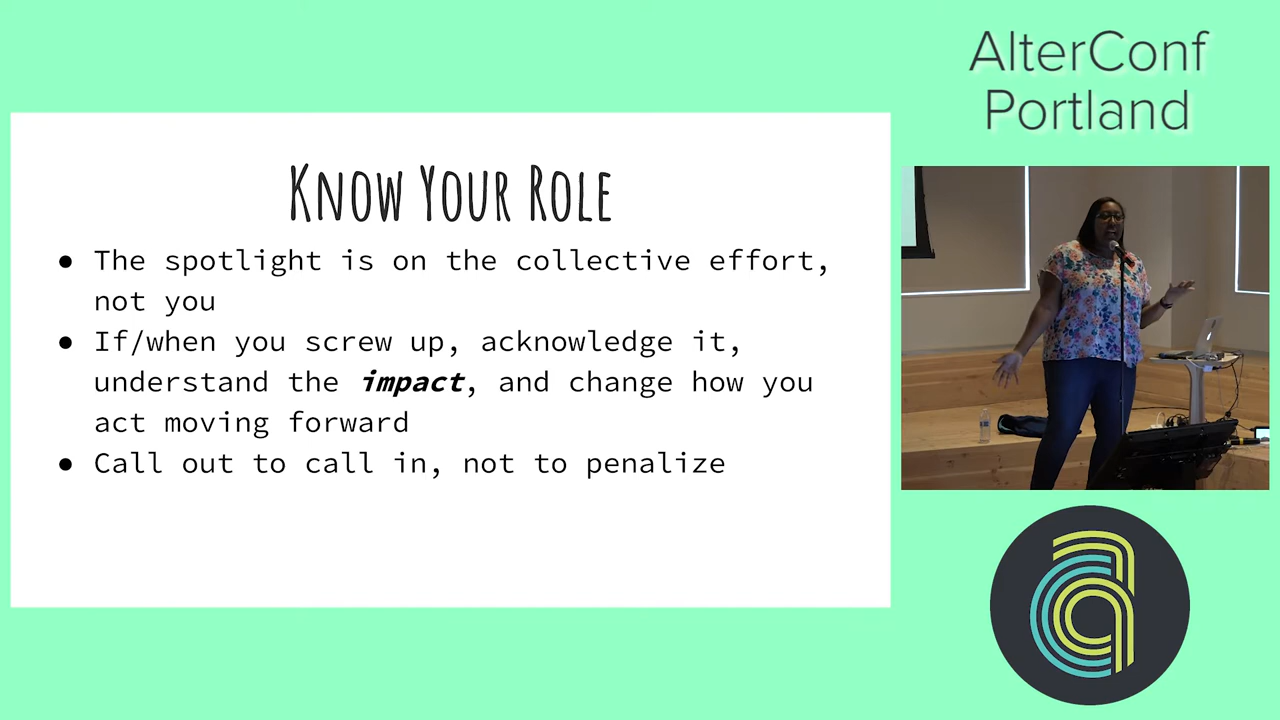 AlterConf
Portland
Know Your Role
● The spotlight is on the collective effort,
not you
● If/when you screw up, acknowledge it,
understand the impact, and change how you
act moving forward
● Call out to call in, not to penalize